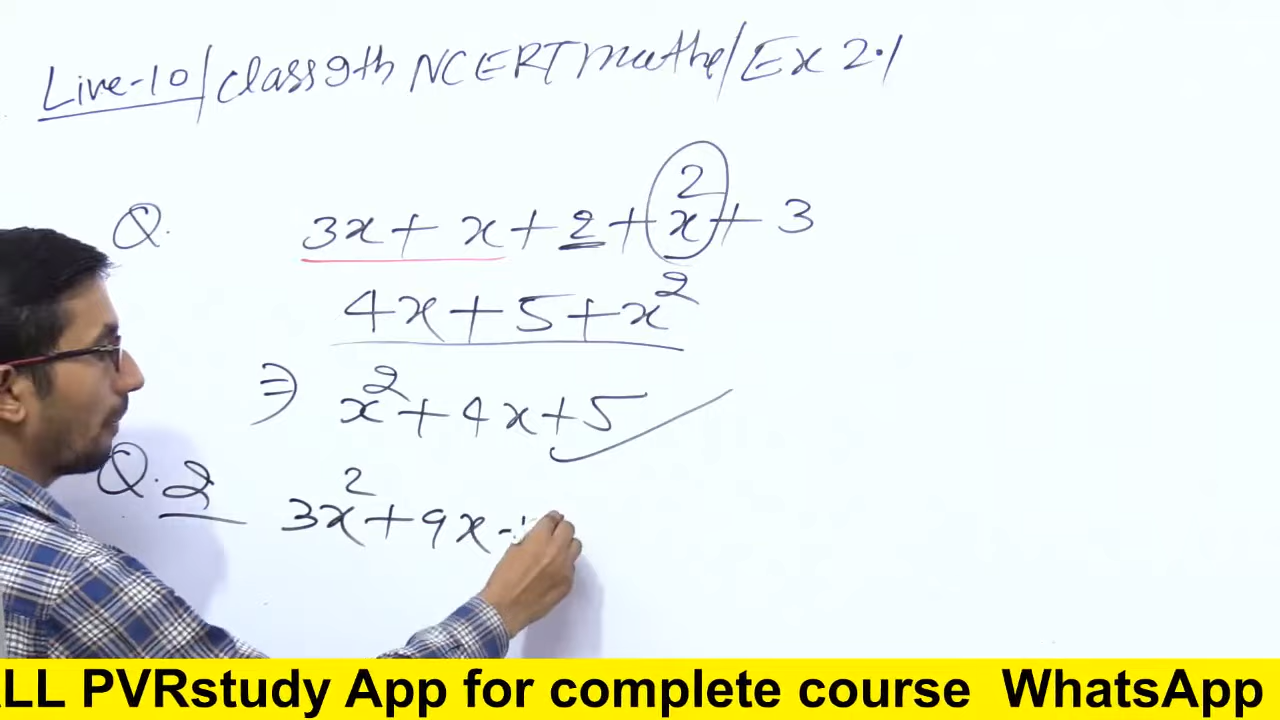 Live-10/class 9th NCERT maths/Ex 2.1
Q. 3x + x + 2 + x² + 3
4x + 5 + x²
⇒ x² + 4x + 5
Q.2 3x² + 9x
LL PVRstudy App for complete course WhatsApp